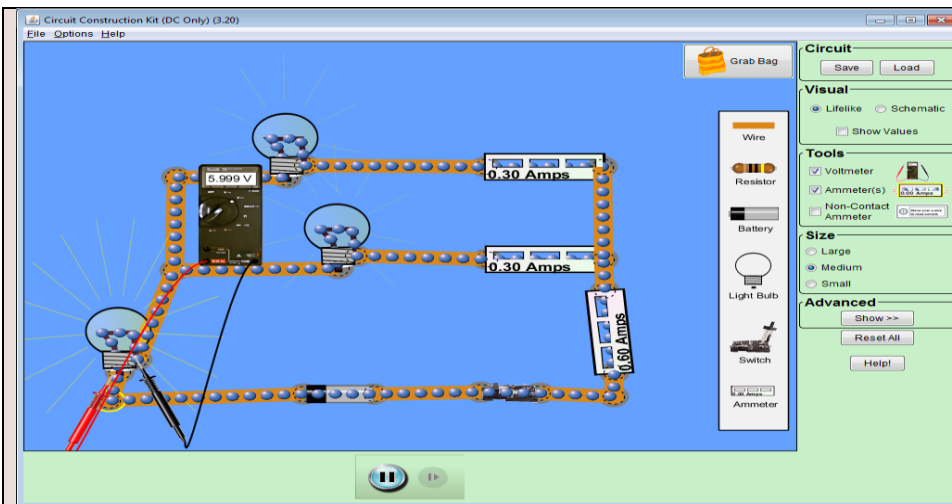 Circuit Construction Kit (DC Only) (3.20)
File Options Help
Grab Bag
Circuit
Save Load
Visual
Lifelike Schematic
Show Values
Tools
Voltmeter
Ammeter(s)
0.00 Amps
Non-Contact
Ammeter
Size
Large
Medium
Small
Advanced
Show >>
Reset All
Help!
Wire
Resistor
Battery
Light Bulb
Switch
Ammeter
5.999 V
0.30 Amps
0.30 Amps
0.60 Amps